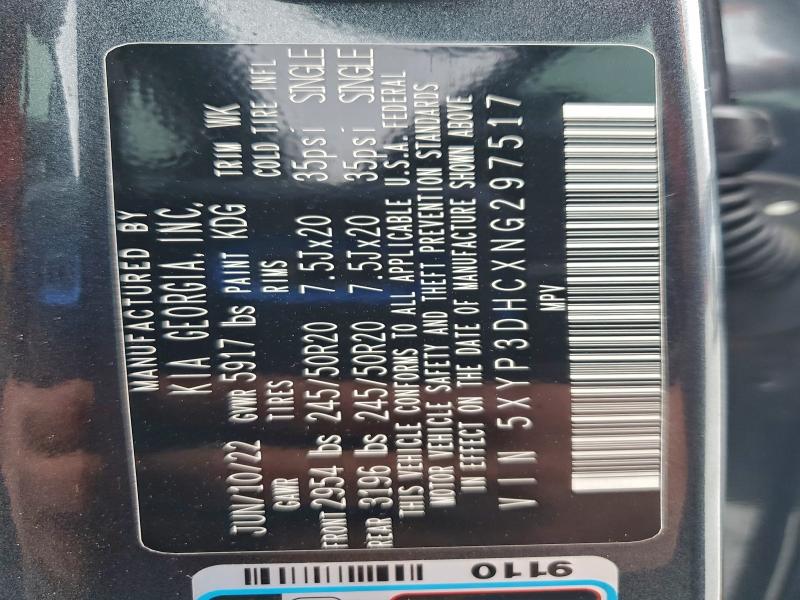 MANUFACTURED BY
KIA GEORGIA, INC.
JUN/10/22 GWR 5917 lbs PAINT KDG TRIM WK
GAWR TIRES RIMS COLD TIRE INFL
FRONT 2954 lbs 245/50R20 7.5Jx20 35psi SINGLE
REAR 3196 lbs 245/50R20 7.5Jx20 35psi SINGLE
THIS VEHICLE CONFORMS TO ALL APPLICABLE U.S.A. FEDERAL
MOTOR VEHICLE SAFETY AND THEFT PREVENTION STANDARDS
IN EFFECT ON THE DATE OF MANUFACTURE SHOWN ABOVE
VIN 5XYP3DHCXNG297517
MPV
9110